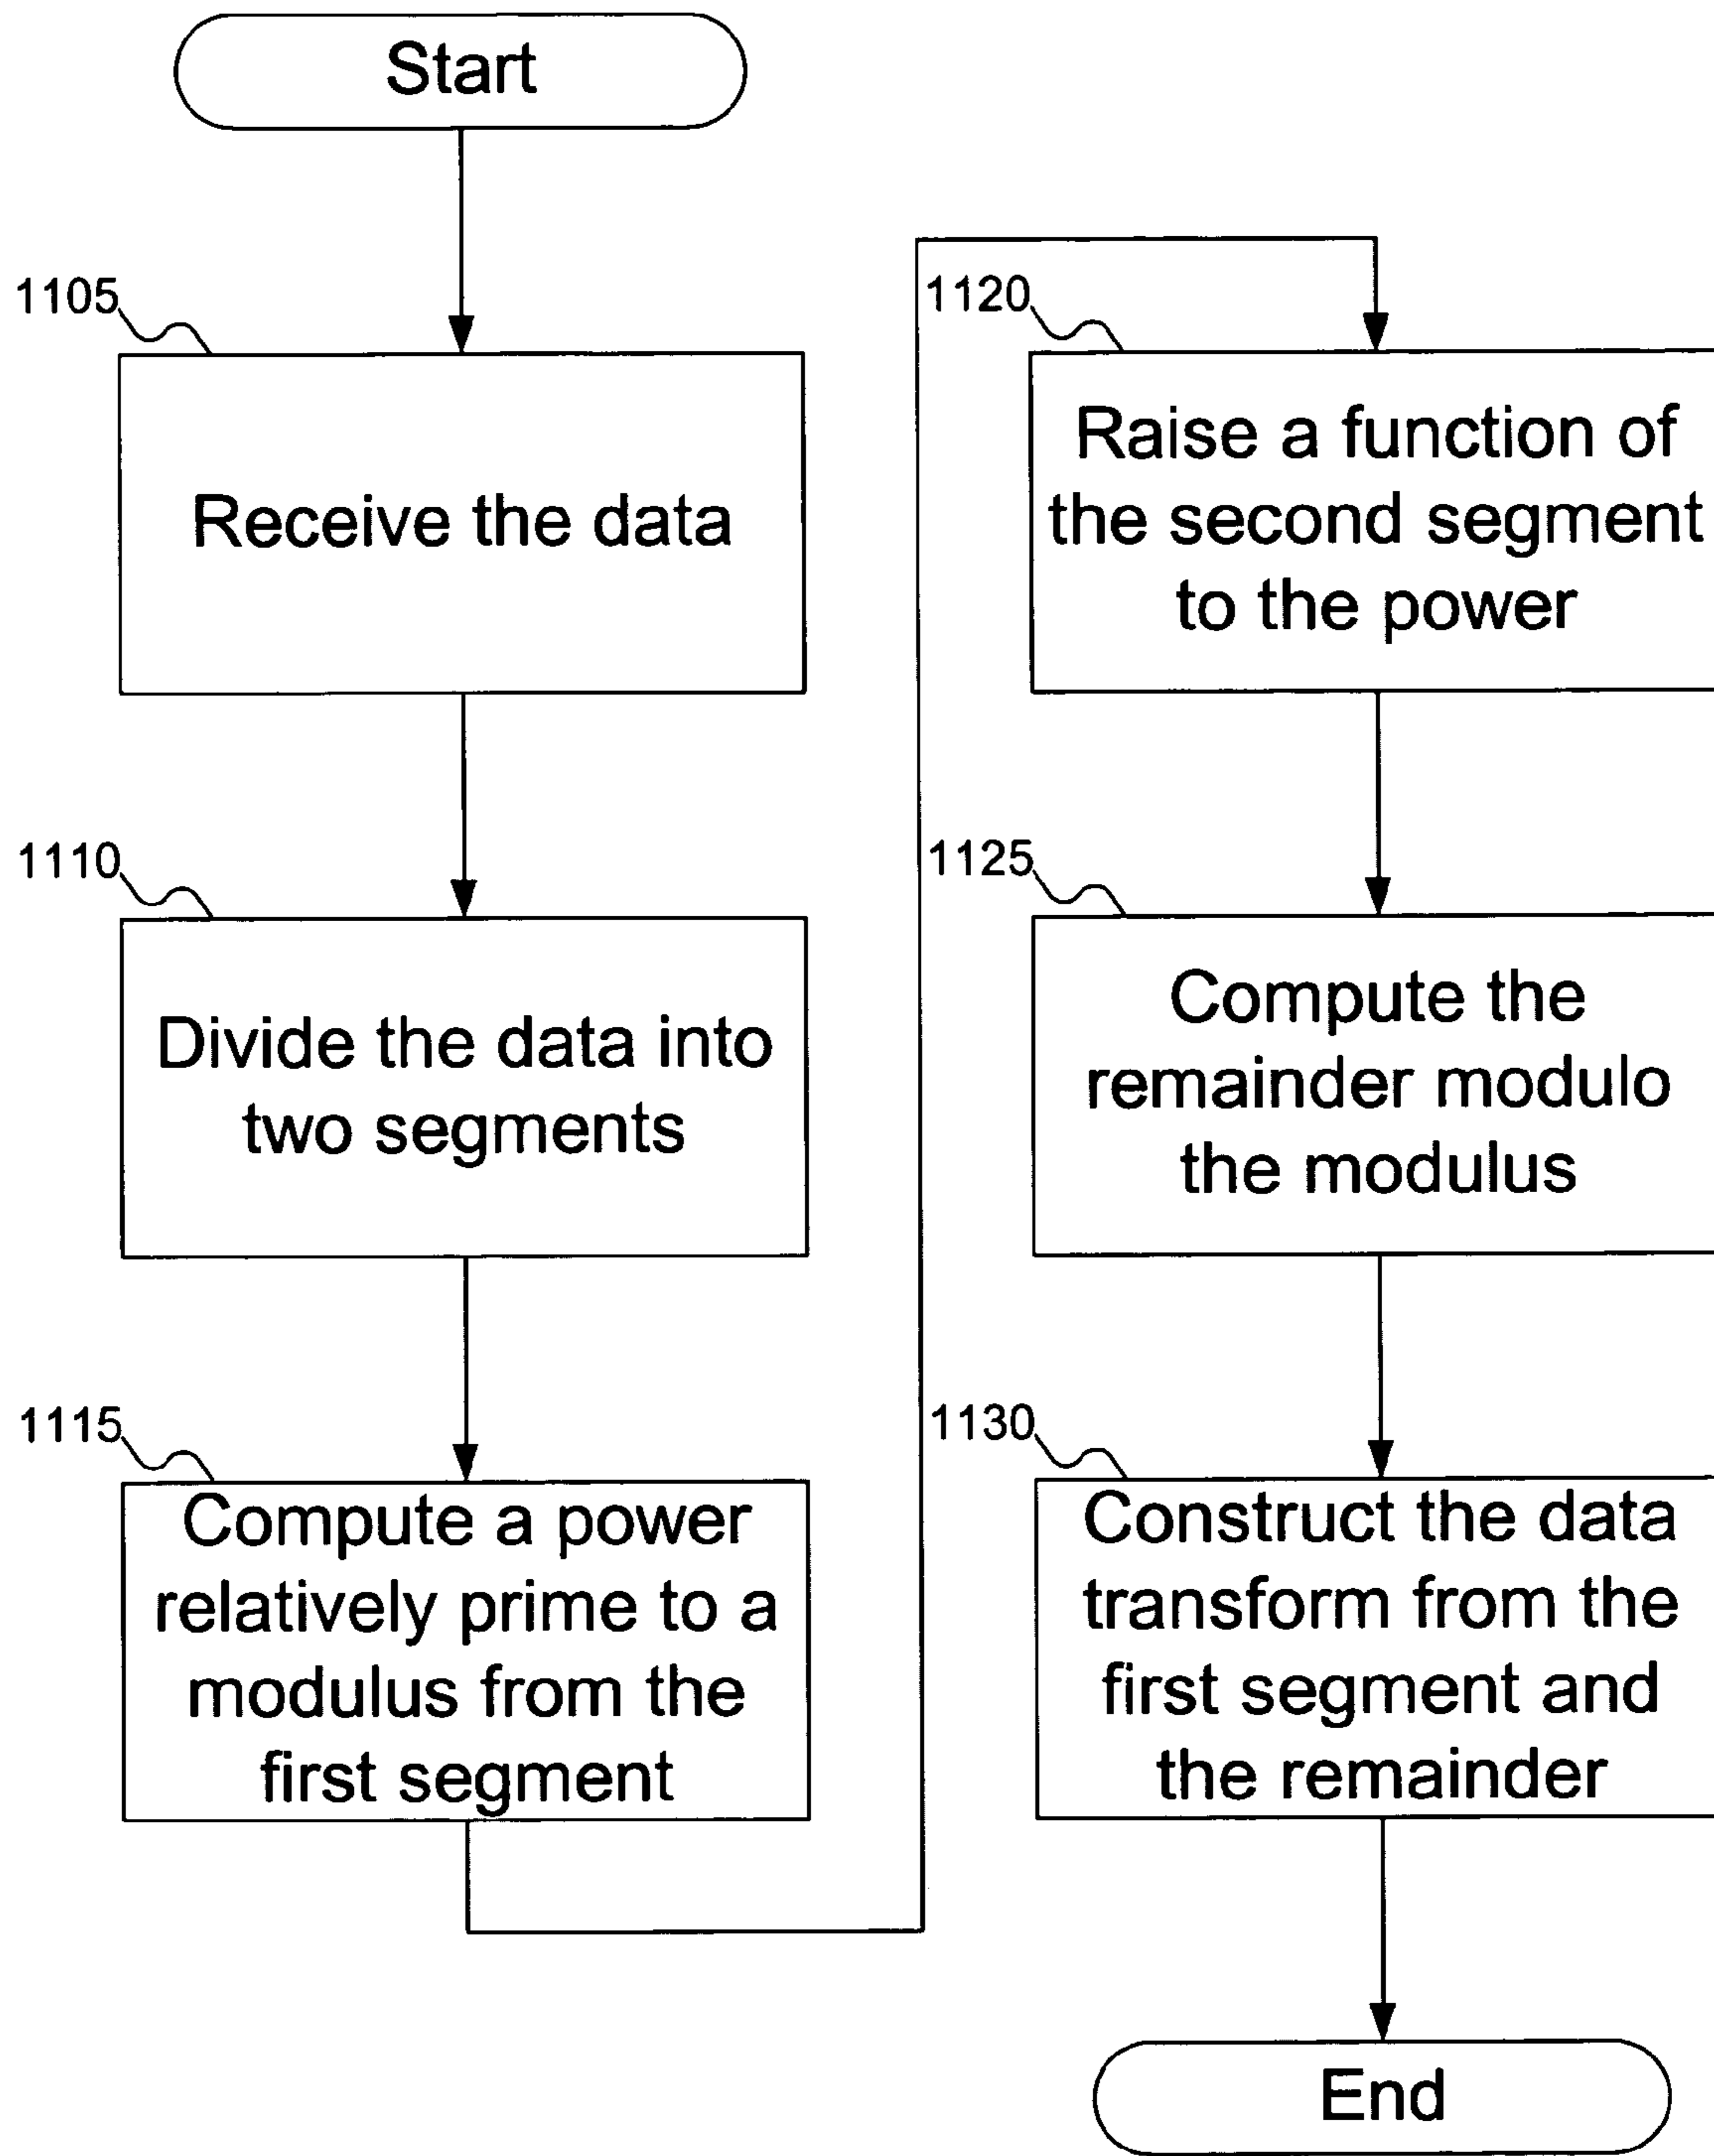 Start
1105
Receive the data
1110
Divide the data into
two segments
1115
Compute a power
relatively prime to a
modulus from the
first segment
1120
Raise a function of
the second segment
to the power
1125
Compute the
remainder modulo
the modulus
1130
Construct the data
transform from the
first segment and
the remainder
End